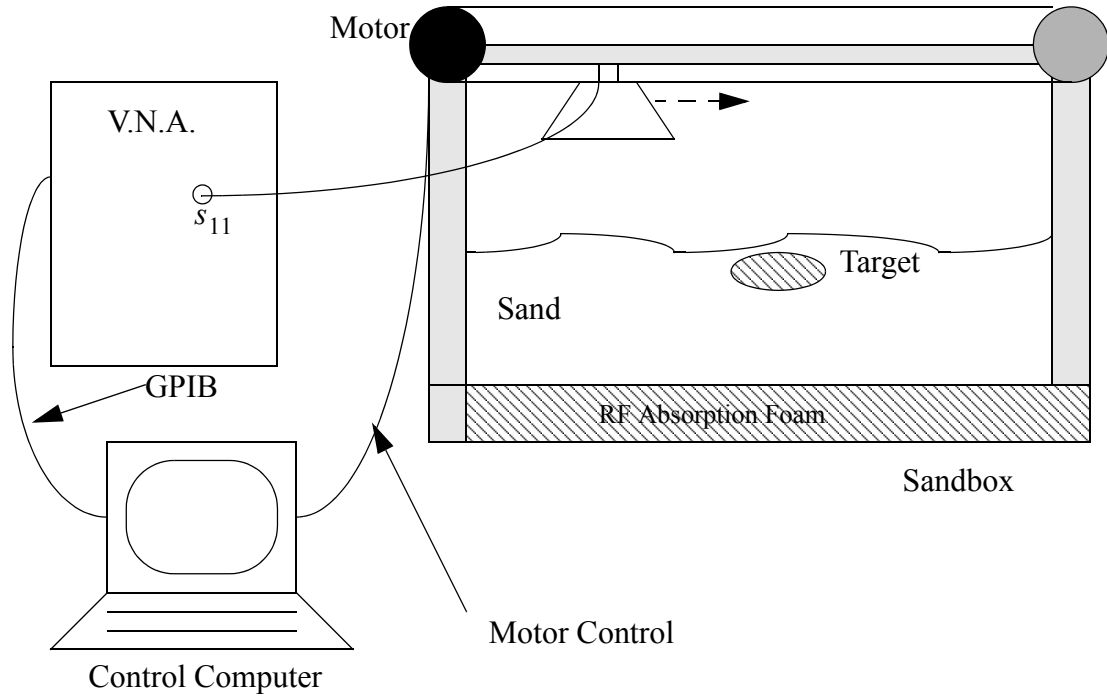 Motor
V.N.A.
s11
Target
Sand
GPIB
RF Absorption Foam
Sandbox
Motor Control
Control Computer